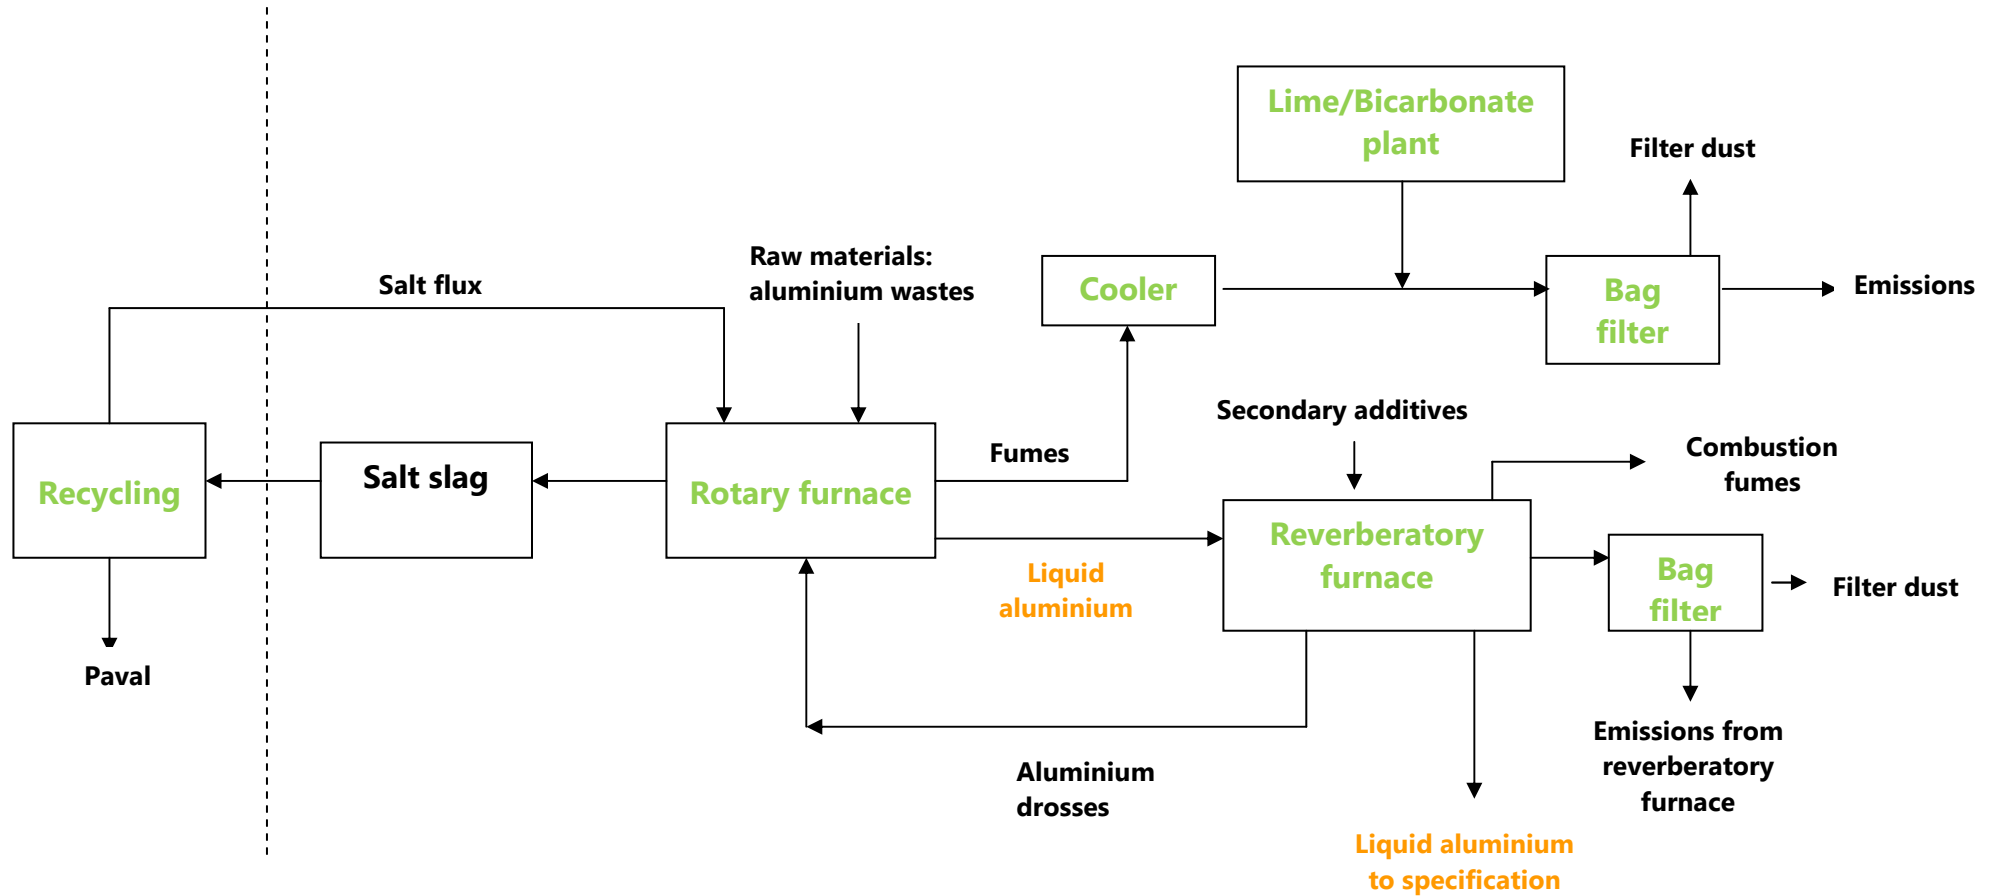 Lime/Bicarbonate
plant
Filter dust
Raw materials:
aluminium wastes
Salt flux
Cooler
Bag
filter
Emissions
Secondary additives
Combustion
fumes
Fumes
Salt slag
Recycling
Rotary furnace
Reverberatory
furnace
Liquid
aluminium
Bag
filter
Filter dust
Paval
Emissions from
reverberatory
furnace
Aluminium
drosses
Liquid aluminium
to specification